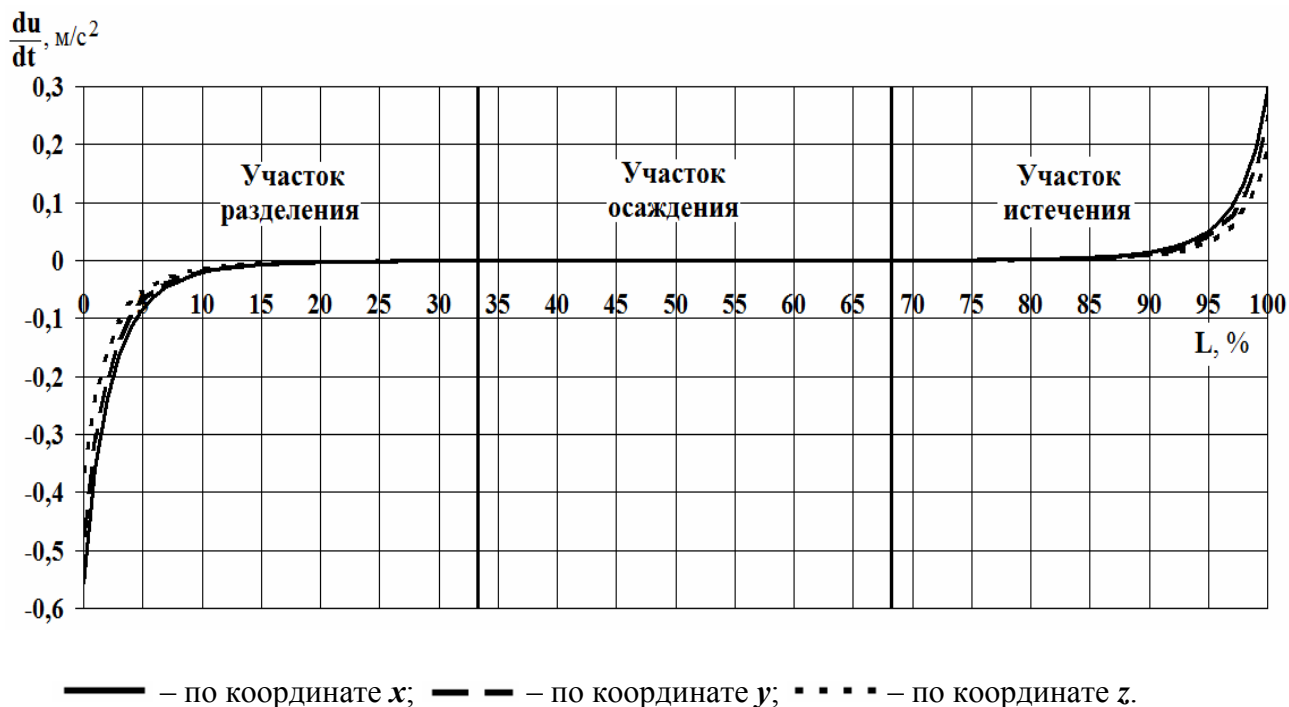 du
dt, м/с²
0,3
0,2
Участок разделения
Участок осаждения
Участок истечения
0,1
0
0 5 10 15 20 25 30 35 40 45 50 55 60 65 70 75 80 85 90 95 100
-0,1
L, %
-0,2
-0,3
-0,4
-0,5
-0,6
– по координате x; – по координате y; – по координате z.